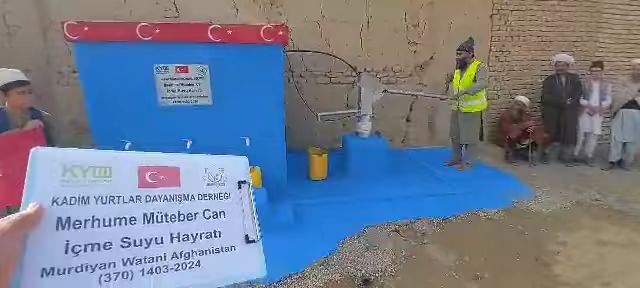 KYD
KADİM YURTLAR DAYANIŞMA DERNEĞİ
Merhume Müteber Can
İçme Suyu Hayratı
Murdiyan Watani Afghanistan
(370) 1403-2024